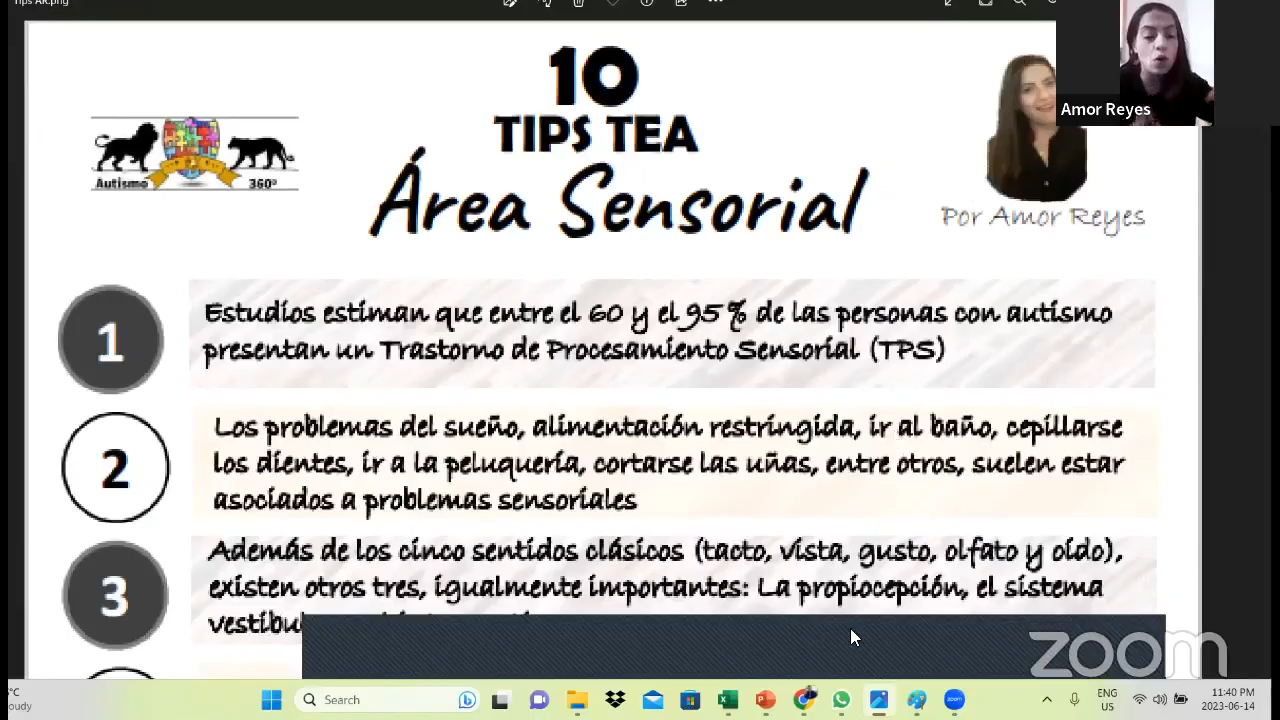 Tips AR.png
10
TIPS TEA
Área Sensorial
Autismo 360º
Por Amor Reyes
Amor Reyes
1
Estudios estiman que entre el 60 y el 95% de las personas con autismo
presentan un Trastorno de Procesamiento Sensorial (TPS)
2
Los problemas del sueño, alimentación restringida, ir al baño, cepillarse
los dientes, ir a la peluquería, cortarse las uñas, entre otros, suelen estar
asociados a problemas sensoriales
3
Además de los cinco sentidos clásicos (tacto, vista, gusto, olfato y oído),
existen otros tres, igualmente importantes: La propiocepción, el sistema
zoom
°C
Search
ENG
US
11:40 PM
2023-06-14